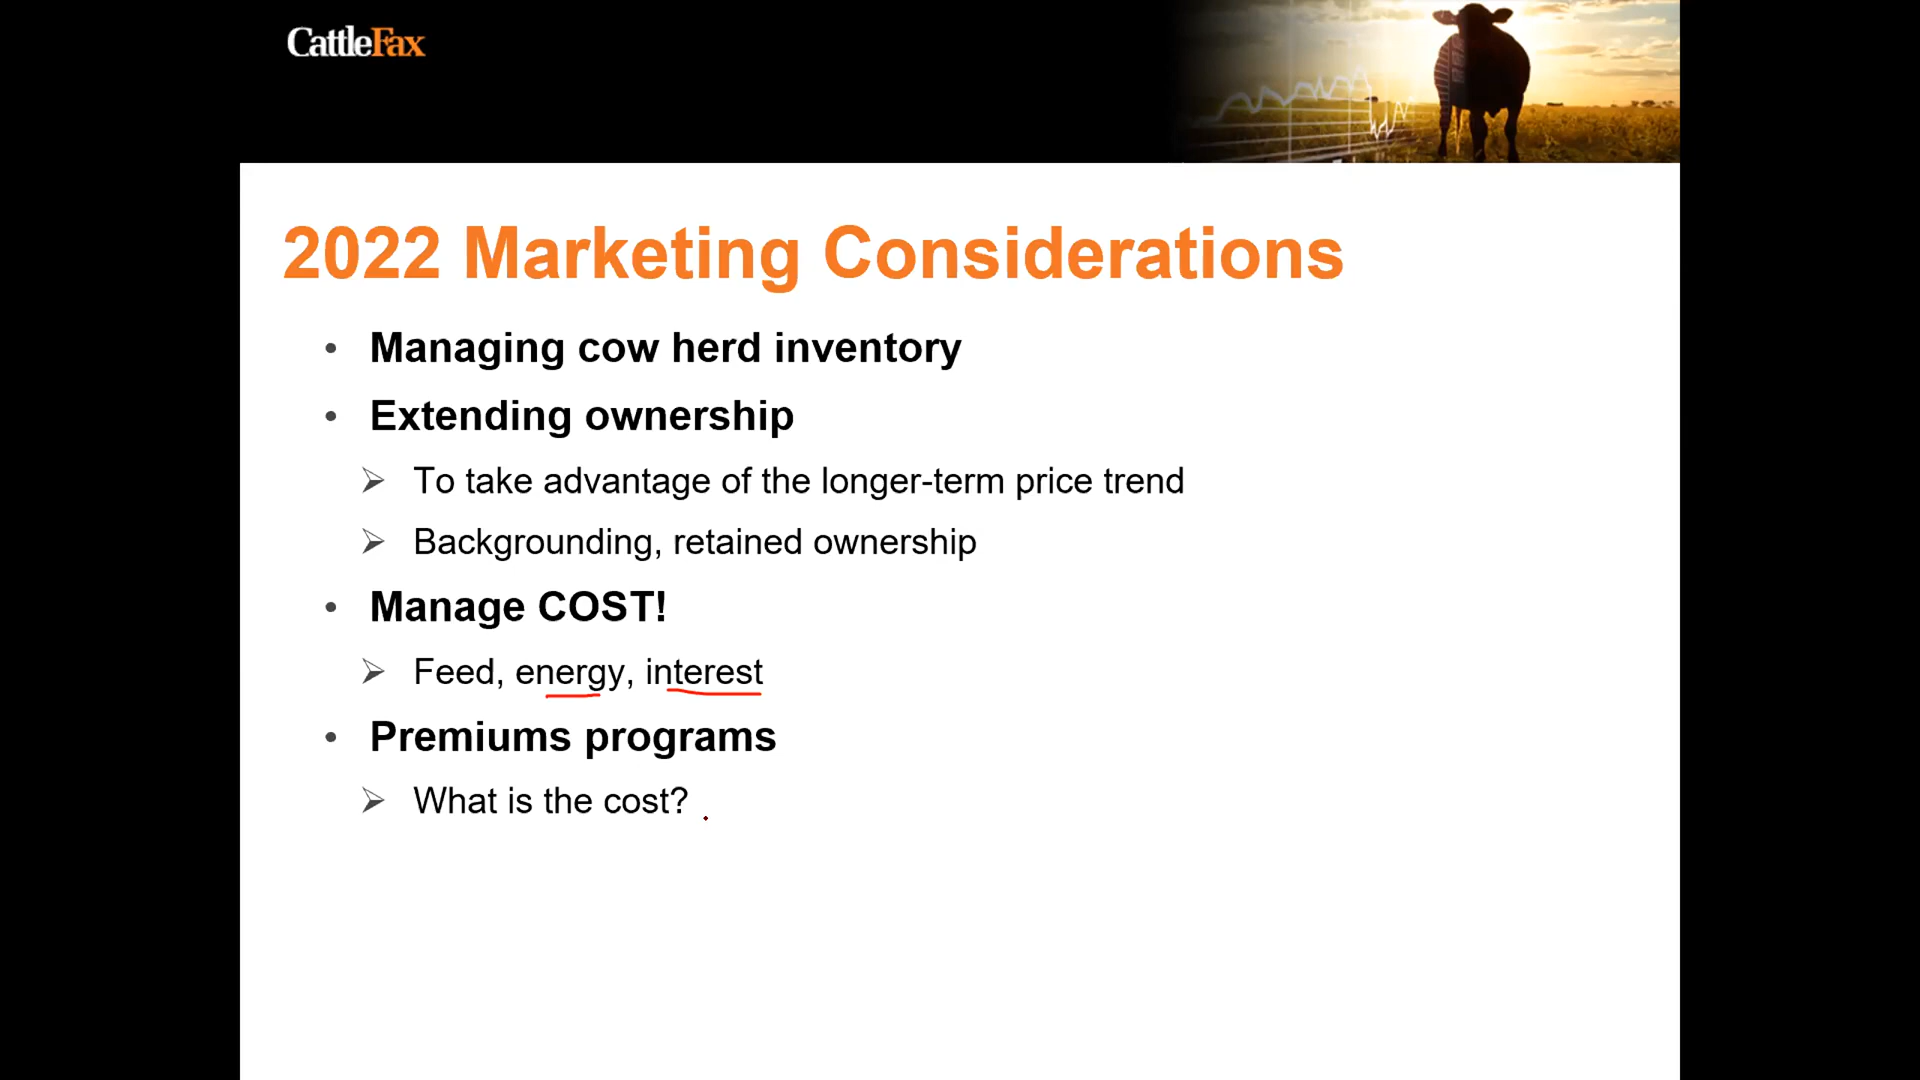 CattleFax
2022 Marketing Considerations
• Managing cow herd inventory
• Extending ownership
➢ To take advantage of the longer-term price trend
➢ Backgrounding, retained ownership
• Manage COST!
➢ Feed, energy, interest
• Premiums programs
➢ What is the cost?